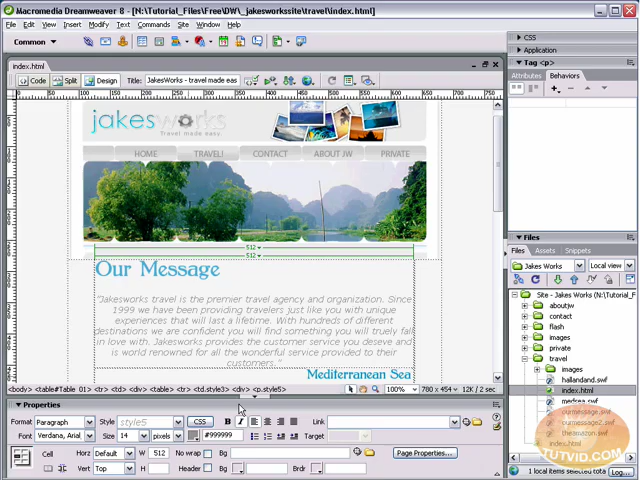 Macromedia Dreamweaver 8 - [N:\Tutorial_Files\Free\DW\_jakesworkssite\travel\index.html]
File Edit View Insert Modify Text Commands Site Window Help
Common
CSS
Application
Tag <p>
Attributes Behaviors
index.html
Code Split Design Title: JakesWorks - travel made eas
jakesworks
Travel made easy.
HOME TRAVEL! CONTACT ABOUT JW PRIVATE
512
512
Our Message
"Jakesworks travel is the premier travel agency and organization. Since
1999 we have been providing travelers just like you with unique
experiences that will last a lifetime. With hundreds of different
destinations we are confident you will find something you will truely fall
in love with. Jakesworks provides the customer service you deserve and
is world renowned for all the wonderful service provided to their
customers."
Mediterranean Sea
<body> <table#Table_01> <tr> <td> <div> <table> <tr> <td.style3> <div> <p.style5>
100% 780 x 454 12K / 2 sec
Files
Files Assets Snippets
Jakes Works Local view
Site - Jakes Works (N:\Tutorial_F
aboutjw
contact
flash
images
private
travel
images
hallandand.swf
index.html
medsea.swf
ourmessage.swf
ourmessage2.swf
theamazon.swf
index.html
1 local items selected totalling
Log...
TUTVID.COM
Properties
Format Paragraph Style style5 CSS B I Link
Font Verdana, Arial Size 14 pixels #999999 Target
Cell Horz Default W 512 No wrap Bg Page Properties...
Vert Top H Header Bg Brdr